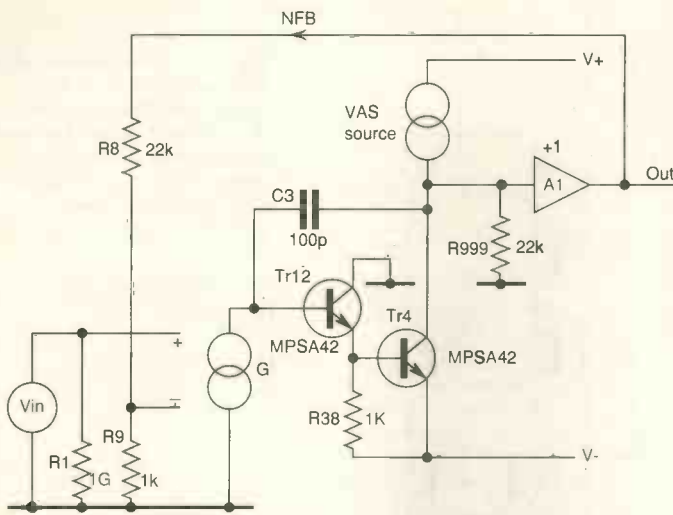 NFB
V+
VAS
source
R8
22k
+1
A1
Out
C3
100p
R999
22k
Tr12
Tr4
MPSA42
MPSA42
+
G
-
Vin
R38
1K
V-
R1
1G
R9
1k